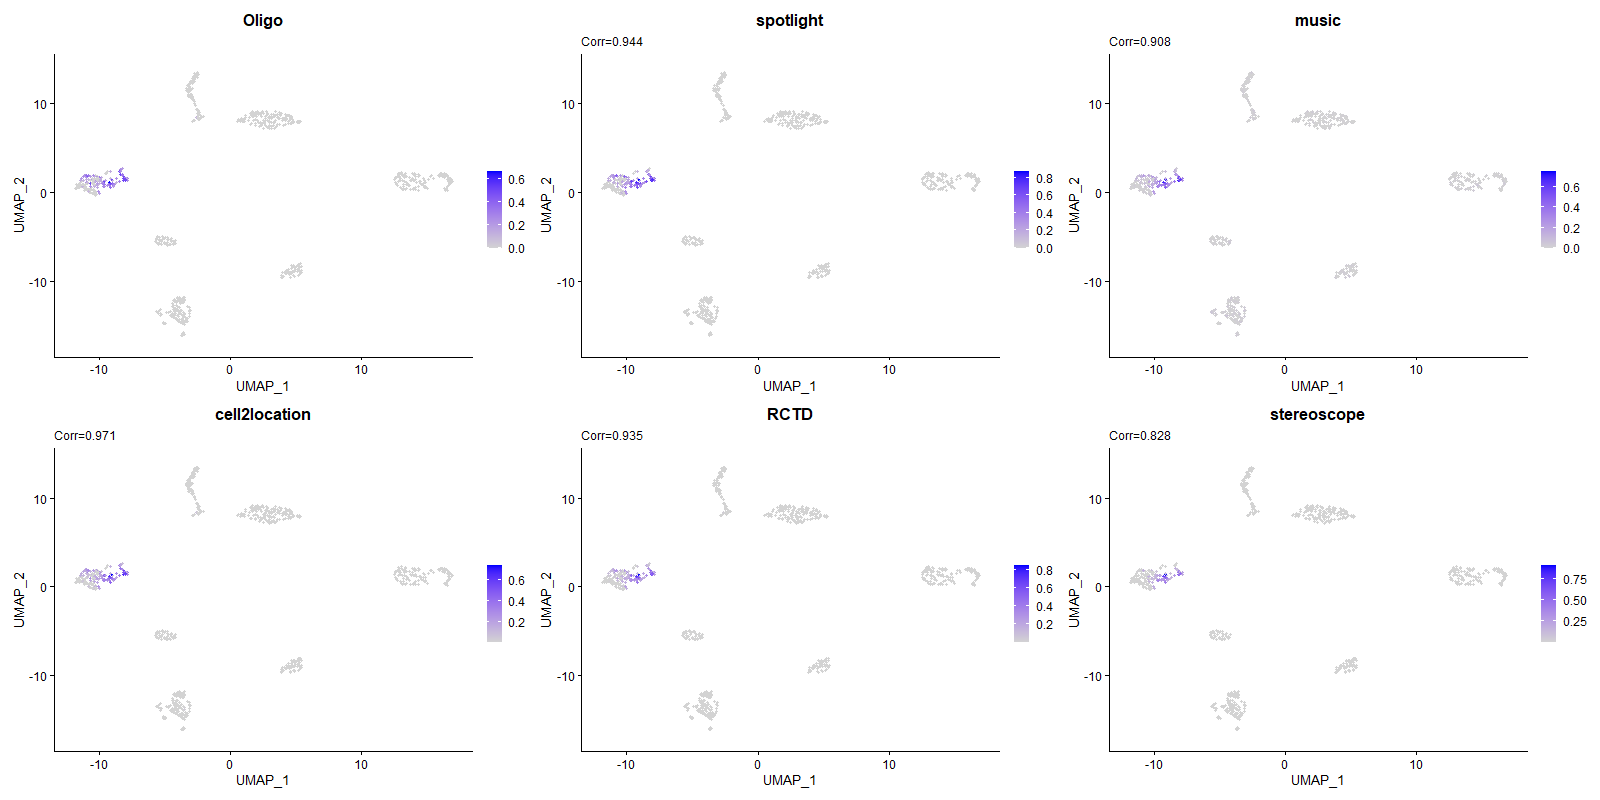 Oligo
10
0
-10
UMAP_2
-10
0
10
UMAP_1
0.6
0.4
0.2
0.0
spotlight
Corr=0.944
10
0
-10
UMAP_2
-10
0
10
UMAP_1
0.8
0.6
0.4
0.2
0.0
music
Corr=0.908
10
0
-10
UMAP_2
-10
0
10
UMAP_1
0.6
0.4
0.2
0.0
cell2location
Corr=0.971
10
0
-10
UMAP_2
-10
0
10
UMAP_1
0.6
0.4
0.2
RCTD
Corr=0.935
10
0
-10
UMAP_2
-10
0
10
UMAP_1
0.8
0.6
0.4
0.2
stereoscope
Corr=0.828
10
0
-10
UMAP_2
-10
0
10
UMAP_1
0.75
0.50
0.25